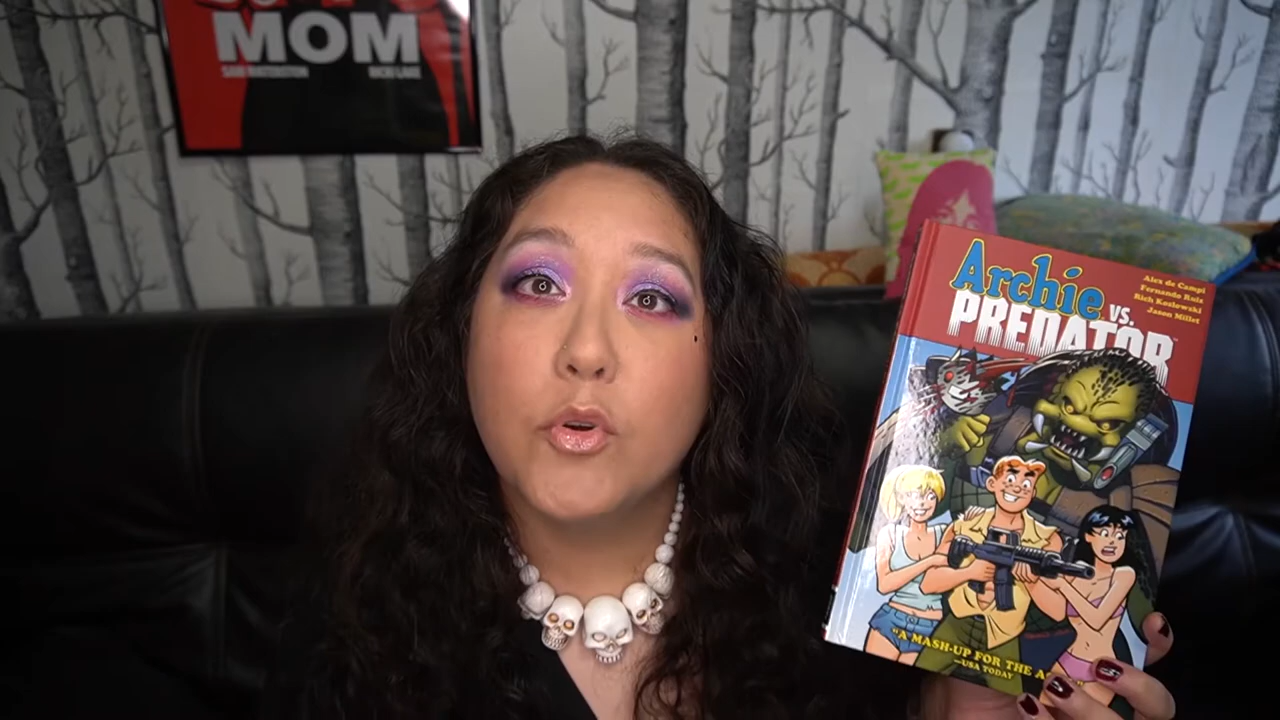 MOM
Archie
VS.
PREDATOR
Alex de Campi
Fernando Ruiz
Rich Koslowski
Jason Millet
"A MASH-UP FOR THE
—USA TODAY